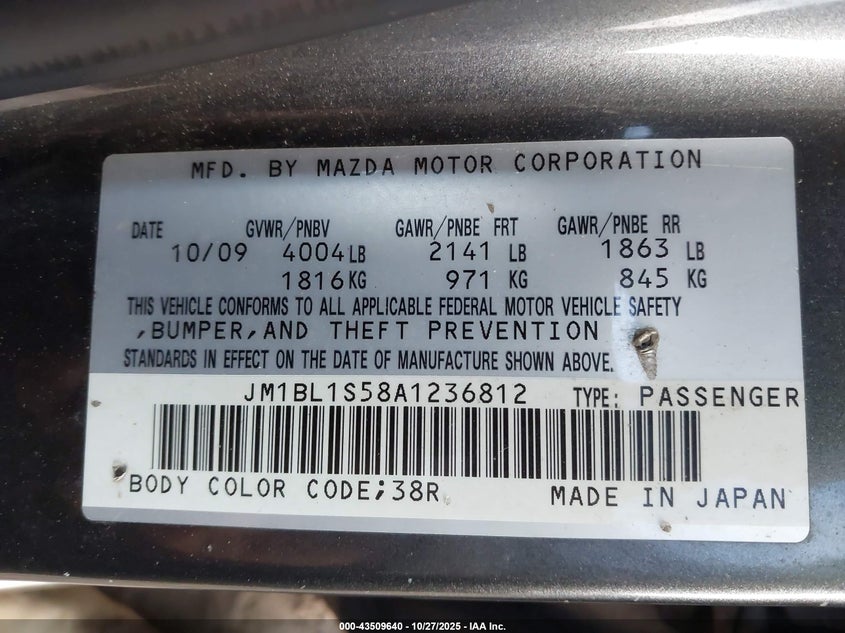 MFD. BY MAZDA MOTOR CORPORATION
DATE GVWR/PNBV GAWR/PNBE FRT GAWR/PNBE RR
10/09 4004LB 2141 LB 1863 LB
1816KG 971 KG 845 KG
THIS VEHICLE CONFORMS TO ALL APPLICABLE FEDERAL MOTOR VEHICLE SAFETY
,BUMPER,AND THEFT PREVENTION
STANDARDS IN EFFECT ON THE DATE OF MANUFACTURE SHOWN ABOVE.
JM1BL1S58A1236812 TYPE: PASSENGER
BODY COLOR CODE;38R MADE IN JAPAN
000-43509640 - 10/27/2025 - IAA Inc.